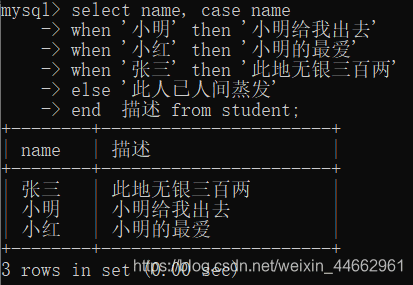 mysql> select name, case name
-> when '小明' then '小明给我出去'
-> when '小红' then '小明的最爱'
-> when '张三' then '此地无银三百两'
-> else '此人已人间蒸发'
-> end  描述 from student;
+--------+-----------------------+
| name   | 描述                  |
+--------+-----------------------+
| 张三   | 此地无银三百两        |
| 小明   | 小明给我出去          |
| 小红   | 小明的最爱            |
+--------+-----------------------+
3 rows in set (0.00 sec)
https://blog.csdn.net/weixin_44662961